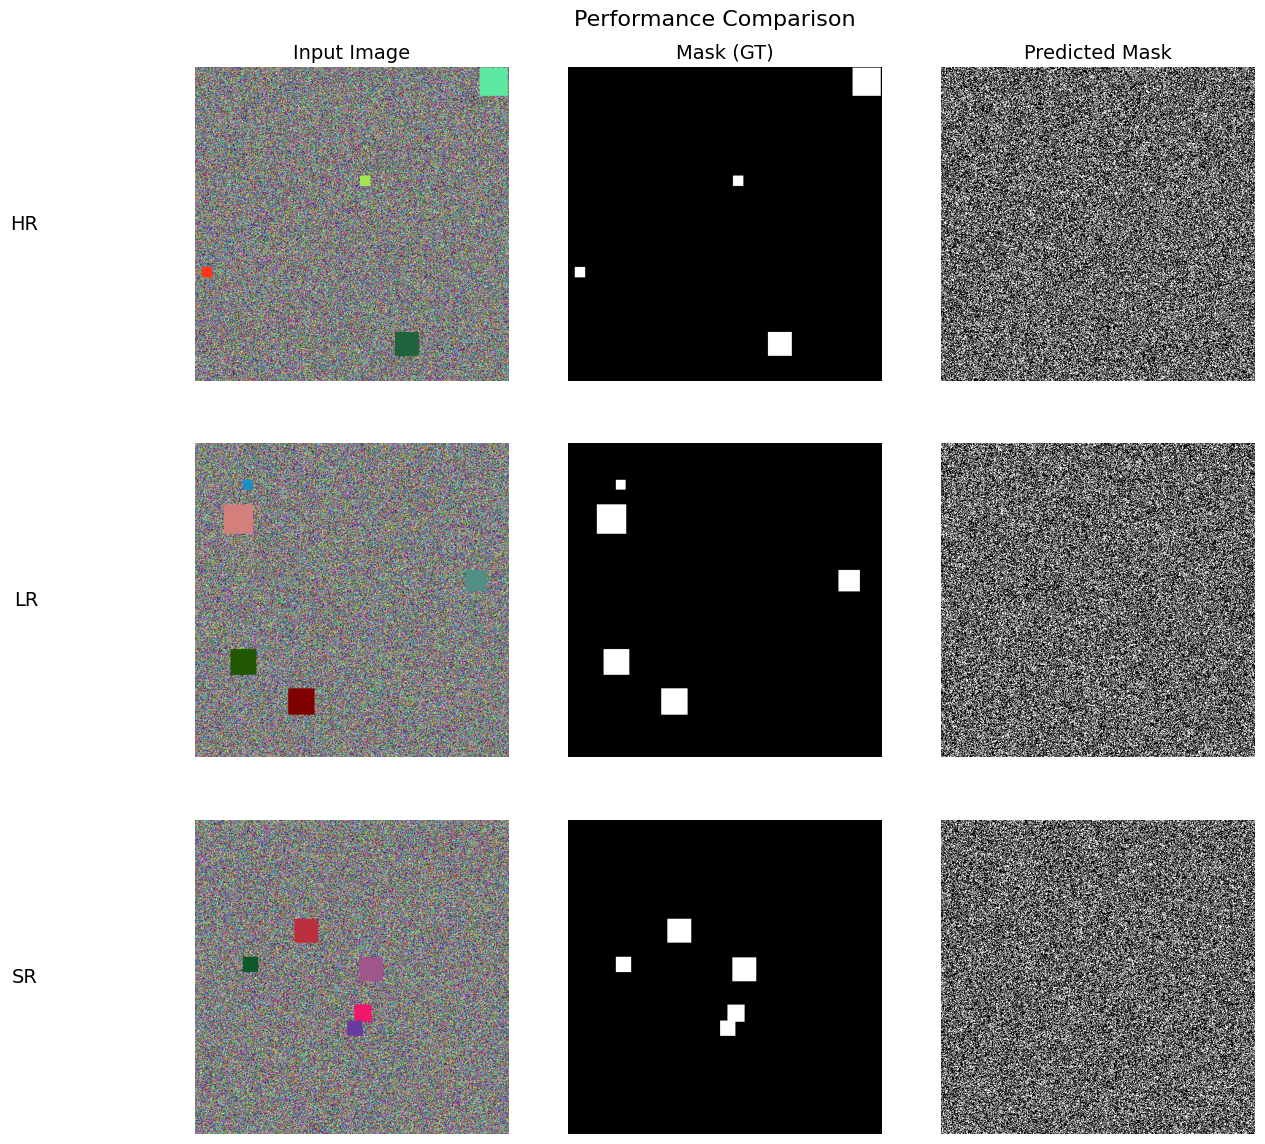 Performance Comparison
Input Image
Mask (GT)
Predicted Mask
HR
LR
SR